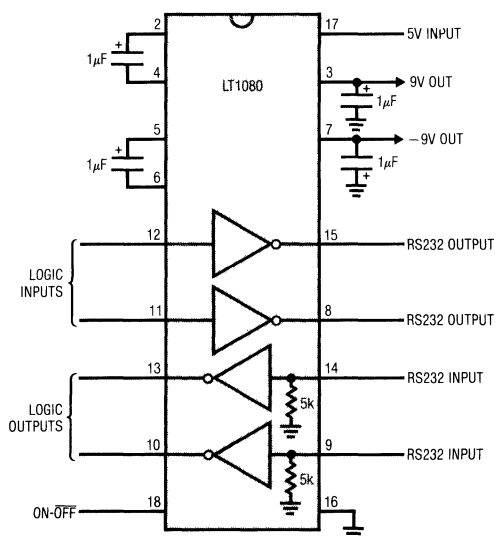 2
17
5V INPUT
+
1µF
4
LT1080
3
9V OUT
+
1µF
5
7
−9V OUT
+
1µF
6
1µF
+
12
15
RS232 OUTPUT
LOGIC
INPUTS
11
8
RS232 OUTPUT
13
14
RS232 INPUT
5k
LOGIC
OUTPUTS
10
9
RS232 INPUT
5k
ON-OFF
18
16